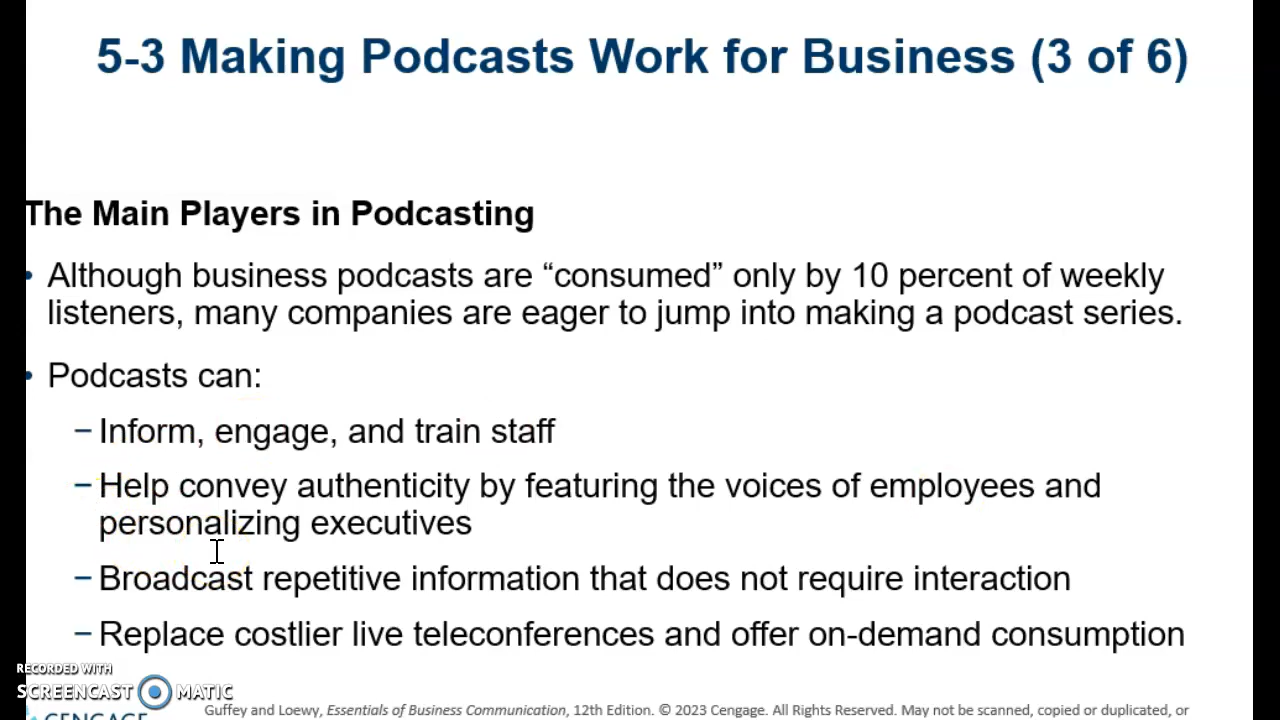 5-3 Making Podcasts Work for Business (3 of 6)
The Main Players in Podcasting
• Although business podcasts are “consumed” only by 10 percent of weekly
listeners, many companies are eager to jump into making a podcast series.
• Podcasts can:
– Inform, engage, and train staff
– Help convey authenticity by featuring the voices of employees and
personalizing executives
– Broadcast repetitive information that does not require interaction
– Replace costlier live teleconferences and offer on-demand consumption
RECORDED WITH
SCREENCAST MATIC
CENGAGE
Guffey and Loewy, Essentials of Business Communication, 12th Edition. © 2023 Cengage. All Rights Reserved. May not be scanned, copied or duplicated, or